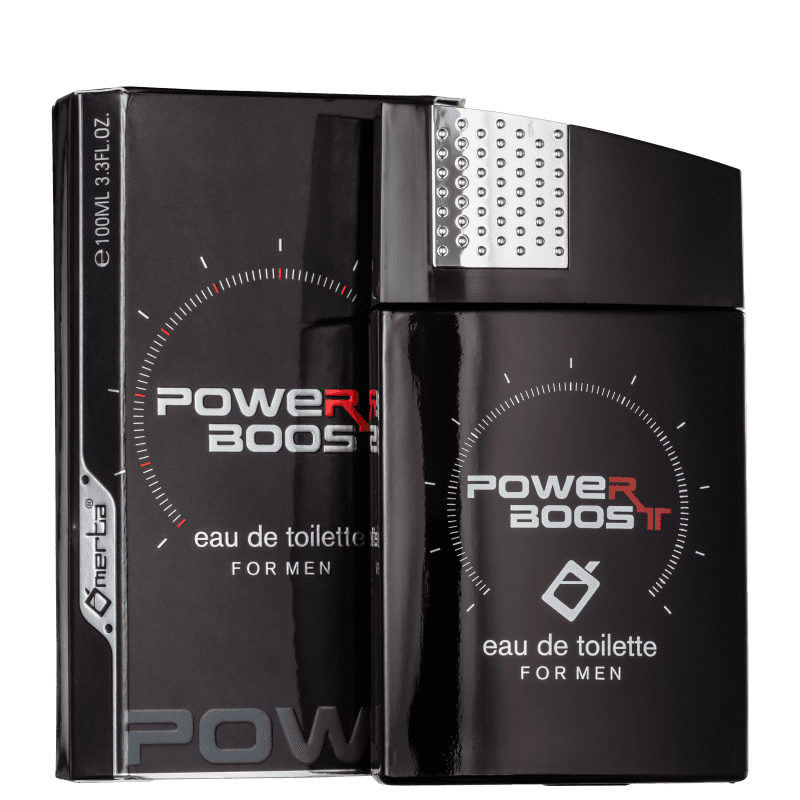 ℮100ML 3.3FL.OZ.
Omerta®
POWER
BOOST
eau de toilette
FOR MEN
POW
POWER
BOOST
eau de toilette
FOR MEN